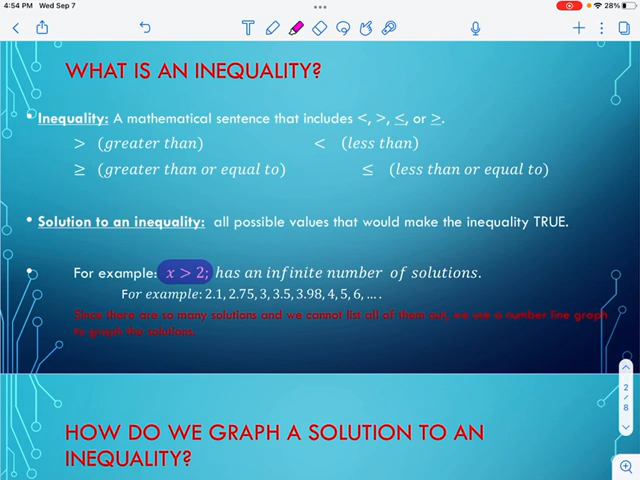 4:54 PM Wed Sep 7
28%
WHAT IS AN INEQUALITY?
• Inequality: A mathematical sentence that includes <, >, ≤, or ≥.
> (greater than) < (less than)
≥ (greater than or equal to) ≤ (less than or equal to)
• Solution to an inequality: all possible values that would make the inequality TRUE.
• For example: x > 2; has an infinite number of solutions.
For example: 2.1, 2.75, 3, 3.5, 3.98, 4, 5, 6, ... .
Since there are so many solutions and we cannot list all of them out, we use a number line graph
to graph the solutions.
2
/
8
HOW DO WE GRAPH A SOLUTION TO AN
INEQUALITY?